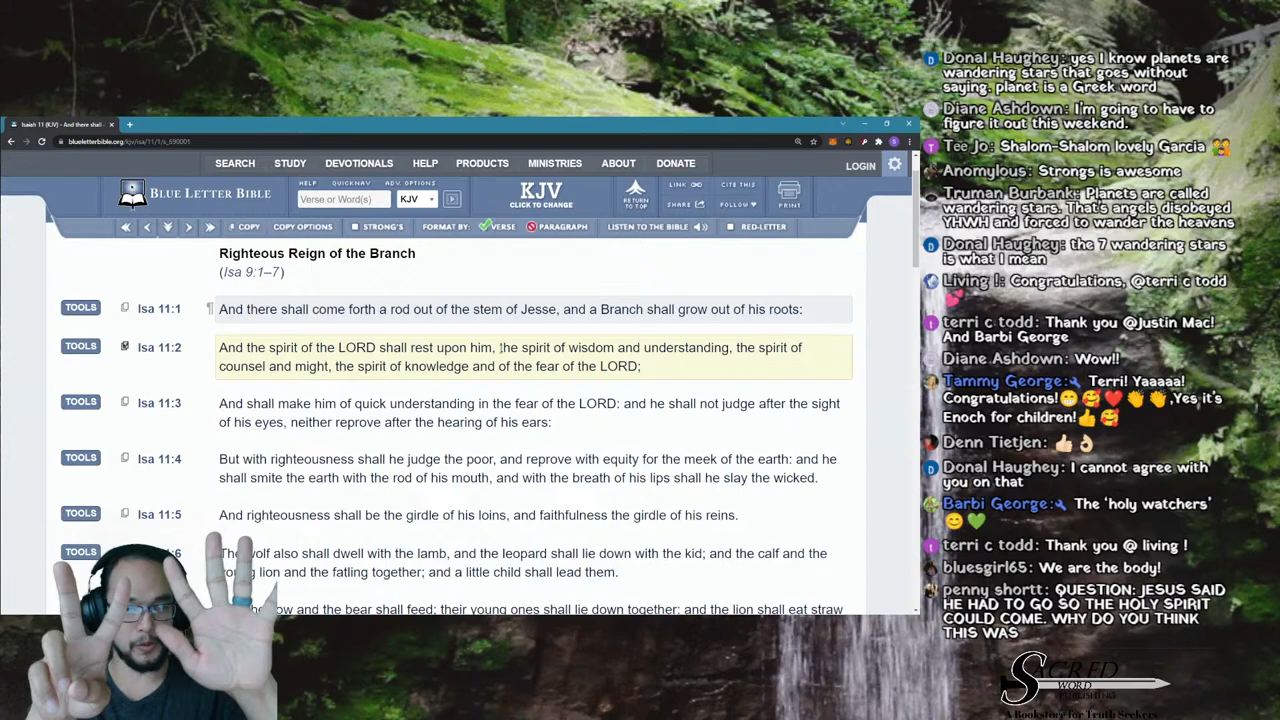 Isaiah 11 (KJV) - And there shall
blueletterbible.org/kjv/isa/11/1/s_690001
SEARCH STUDY DEVOTIONALS HELP PRODUCTS MINISTRIES ABOUT DONATE
LOGIN
BLUE LETTER BIBLE
HELP QUICKNAV ADV. OPTIONS
Verse or Word(s) KJV
KJV
CLICK TO CHANGE
RETURN
TO TOP
LINK
SHARE
CITE THIS
FOLLOW
PRINT
COPY COPY OPTIONS STRONG'S FORMAT BY: VERSE PARAGRAPH LISTEN TO THE BIBLE RED-LETTER
Righteous Reign of the Branch
(Isa 9:1–7)
TOOLS Isa 11:1 ¶ And there shall come forth a rod out of the stem of Jesse, and a Branch shall grow out of his roots:
TOOLS Isa 11:2 And the spirit of the LORD shall rest upon him, the spirit of wisdom and understanding, the spirit of
counsel and might, the spirit of knowledge and of the fear of the LORD;
TOOLS Isa 11:3 And shall make him of quick understanding in the fear of the LORD: and he shall not judge after the sight
of his eyes, neither reprove after the hearing of his ears:
TOOLS Isa 11:4 But with righteousness shall he judge the poor, and reprove with equity for the meek of the earth: and he
shall smite the earth with the rod of his mouth, and with the breath of his lips shall he slay the wicked.
TOOLS Isa 11:5 And righteousness shall be the girdle of his loins, and faithfulness the girdle of his reins.
TOOLS 11:6 The wolf also shall dwell with the lamb, and the leopard shall lie down with the kid; and the calf and the
young lion and the fatling together; and a little child shall lead them.
and the bear shall feed; their young ones shall lie down together: and the lion shall eat straw
Donal Haughey: yes I know planets are
wandering stars that goes without
saying. planet is a Greek word
Diane Ashdown: I'm going to have to
figure it out this weekend.
Tee Jo: Shalom-Shalom lovely Garcia
Anomylous: Strongs is awesome
Truman Burbank: Planets are called
wandering stars. That's angels disobeyed
YHWH and forced to wander the heavens
Donal Haughey: the 7 wandering stars
is what I mean
Living !: Congratulations, @terri c todd
💕
terri c todd: Thank you @Justin Mac!
And Barbi George
Diane Ashdown: Wow!!
Tammy George: Terri! Yaaaaa!
Congratulations!😁🥰❤️👏👏,Yes it's
Enoch for children!👍🥰
Denn Tietjen: 👍🏻👌🏻
Donal Haughey: I cannot agree with
you on that
Barbi George: The ‘holy watchers’
😊💚
terri c todd: Thank you @ living !
bluesgirl65: We are the body!
penny shortt: QUESTION: JESUS SAID
HE HAD TO GO SO THE HOLY SPIRIT
COULD COME. WHY DO YOU THINK
THIS WAS
SACRED
WORD
PUBLISHING
A Bookstore for Truth Seekers